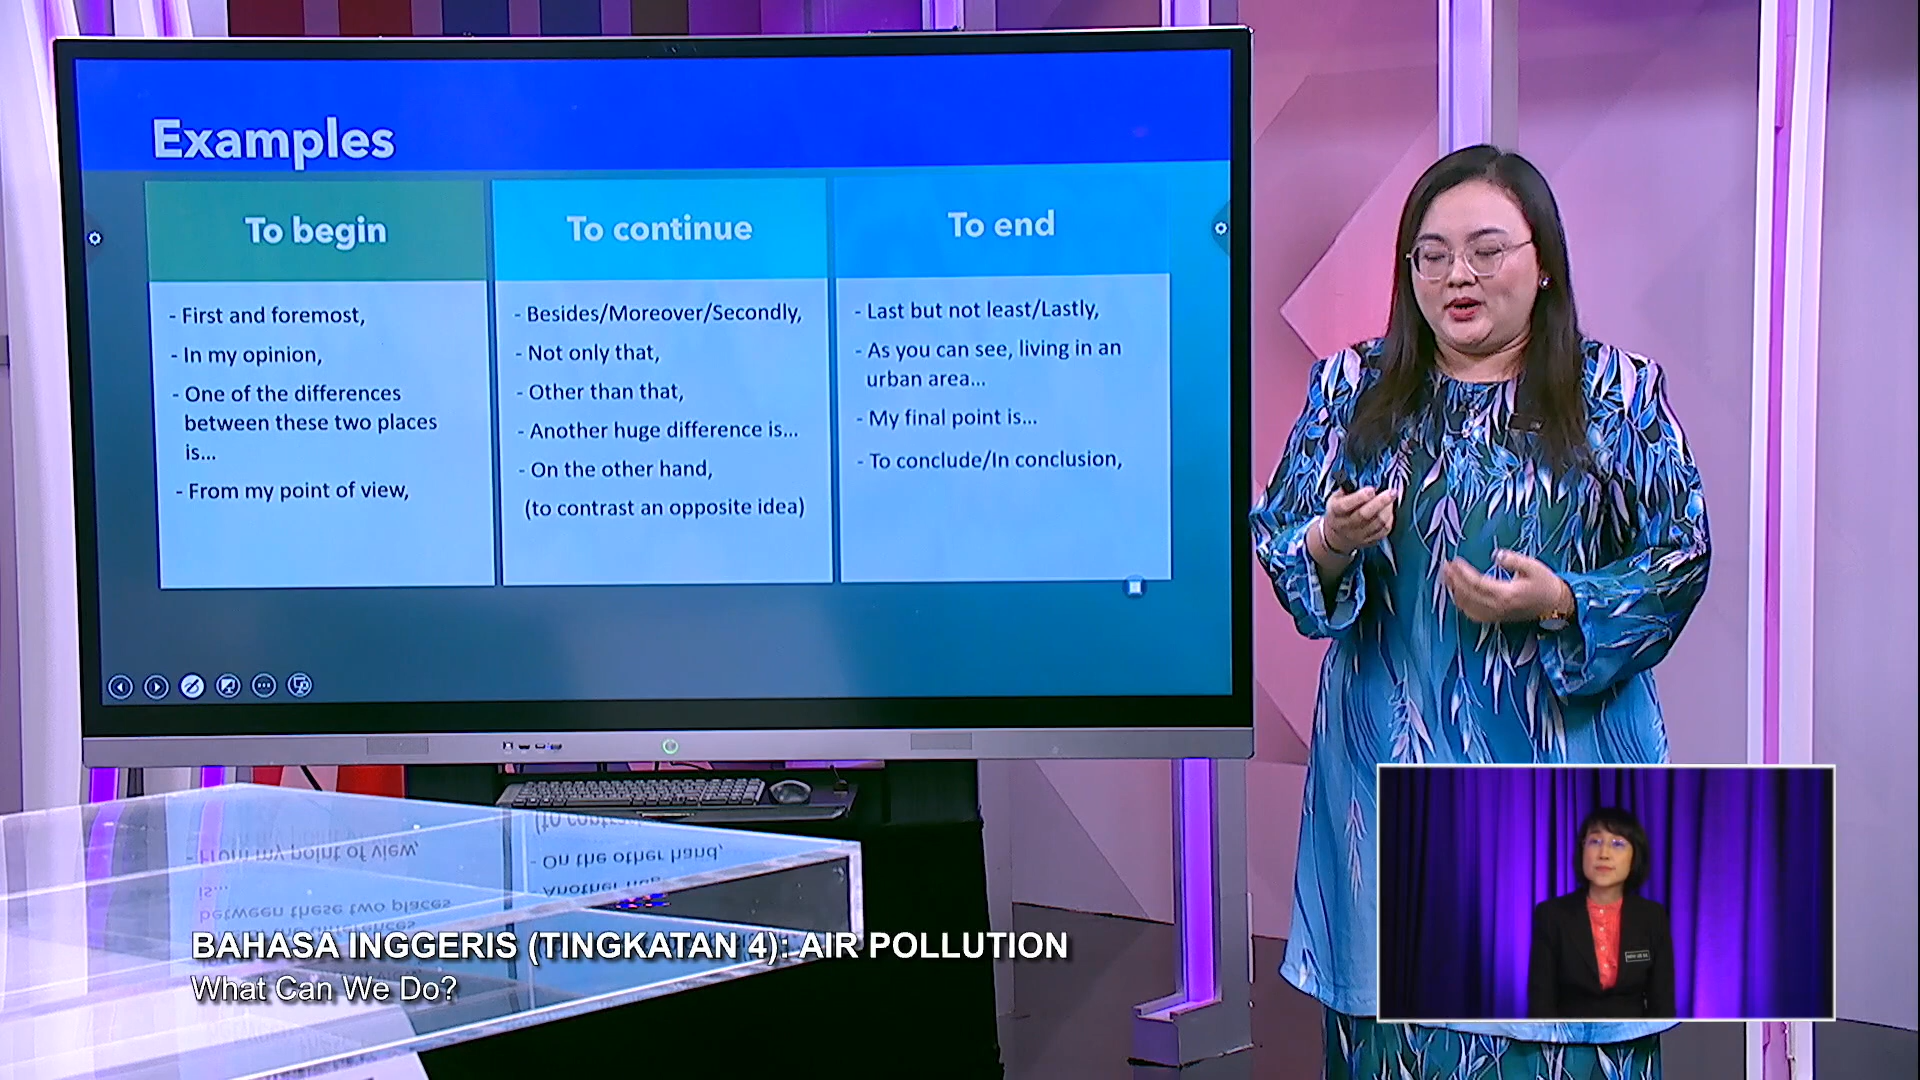 Examples
To begin
- First and foremost,
- In my opinion,
- One of the differences
between these two places
is...
- From my point of view,
To continue
- Besides/Moreover/Secondly,
- Not only that,
- Other than that,
- Another huge difference is...
- On the other hand,
(to contrast an opposite idea)
To end
- Last but not least/Lastly,
- As you can see, living in an
urban area...
- My final point is...
- To conclude/In conclusion,
BAHASA INGGERIS (TINGKATAN 4): AIR POLLUTION
What Can We Do?